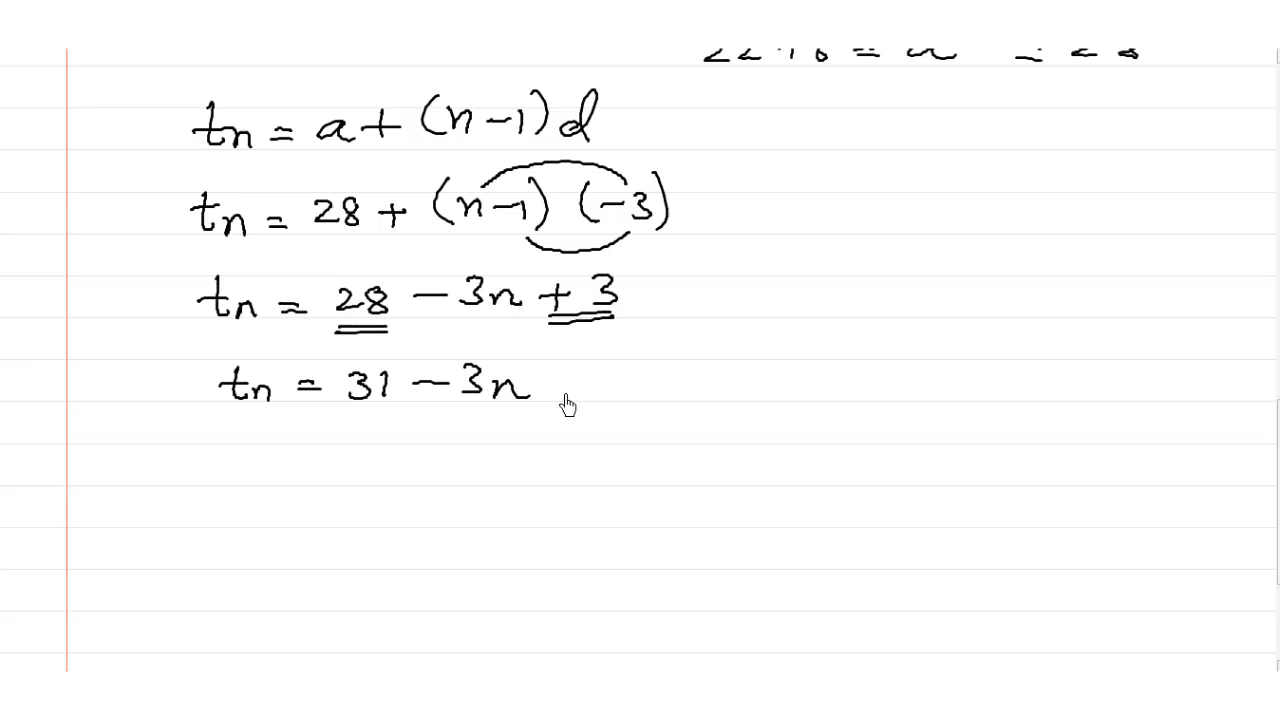 tn = a + (n-1) d
tn = 28 + (n-1) (-3)
tn = 28 - 3n + 3
tn = 31 - 3n